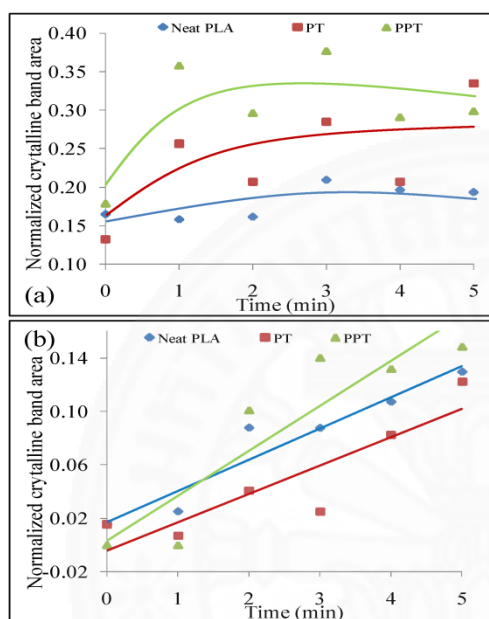 Neat PLA PT PPT
0.40
0.35
0.30
0.25
0.20
0.15
0.10
Normalized crytalline band area
0 1 2 3 4 5
(a) Time (min)
(b) Neat PLA PT PPT
0.14
0.10
0.06
0.02
-0.02
Normalized crytalline band area
0 1 2 3 4 5
Time (min)